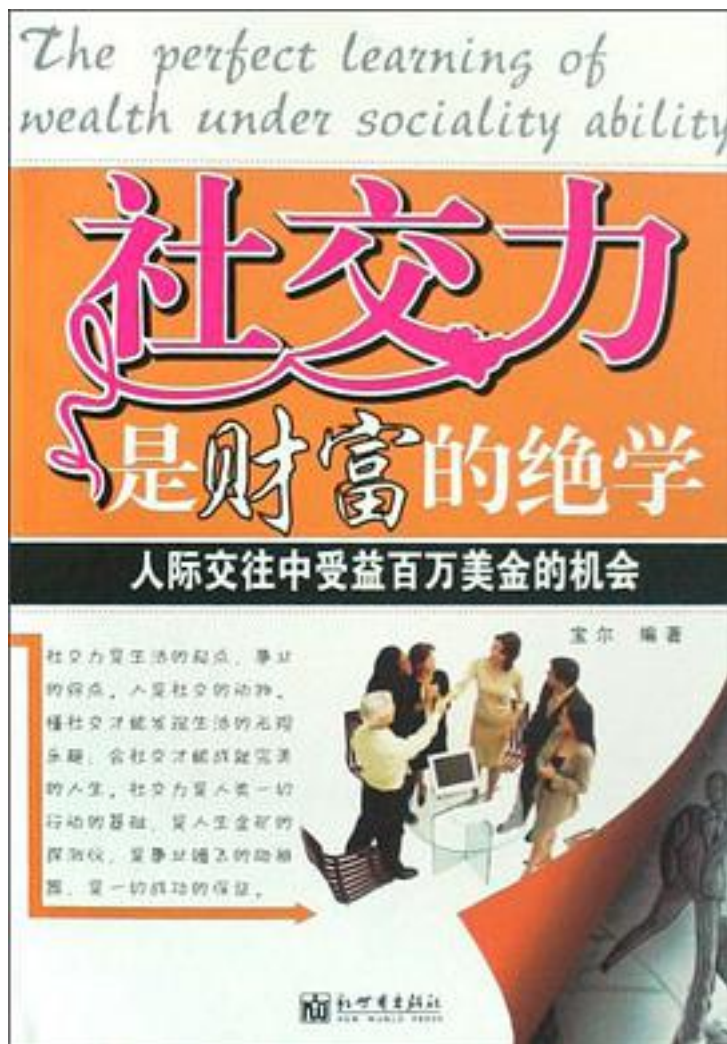 The perfect learning of
wealth under sociality ability
社交力
是财富的绝学
人际交往中受益百万美金的机会
宝尔 编著
社交力是生活的起点，事业
的保点。人是社交的动物。
懂社交才能发现生活的无穷
乐趣，会社交才能成就完美
的人生。社交力是人类一切
行动的基础，是人生金矿的
探测仪，是事业腾飞的助推
器，是一切成功的保证。
新世界出版社
NEW WORLD PRESS